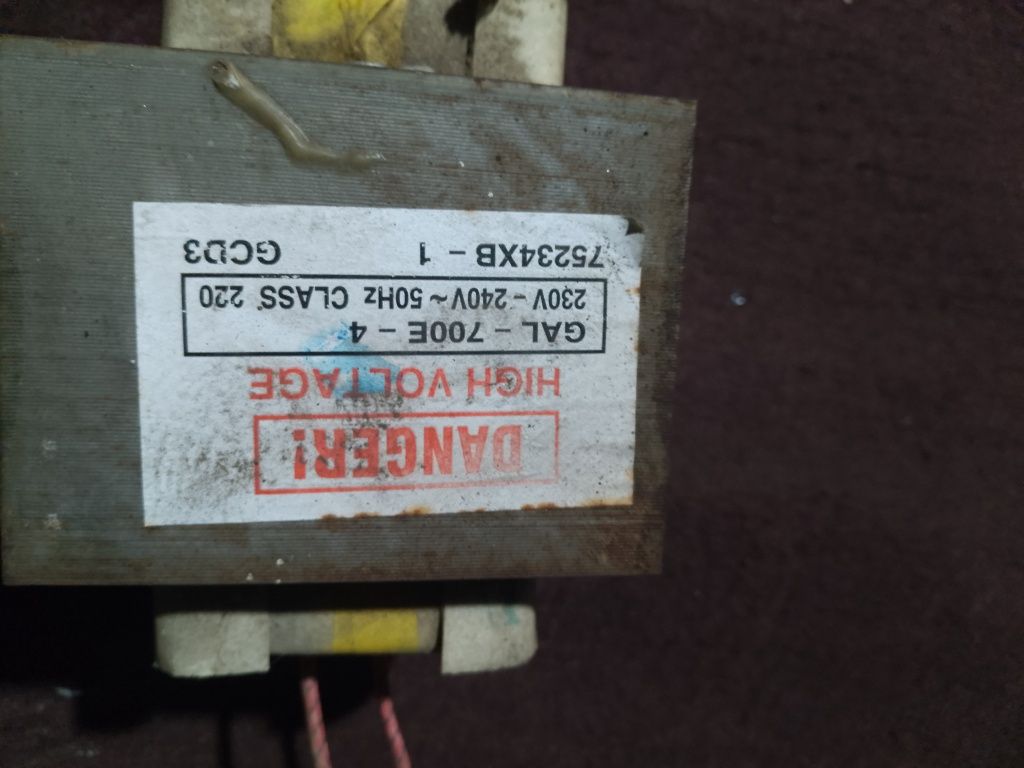 DANGER!
HIGH VOLTAGE
GAL - 700E - 4
230V - 240V ~ 50Hz CLASS 220
75234XB - 1 GCD3